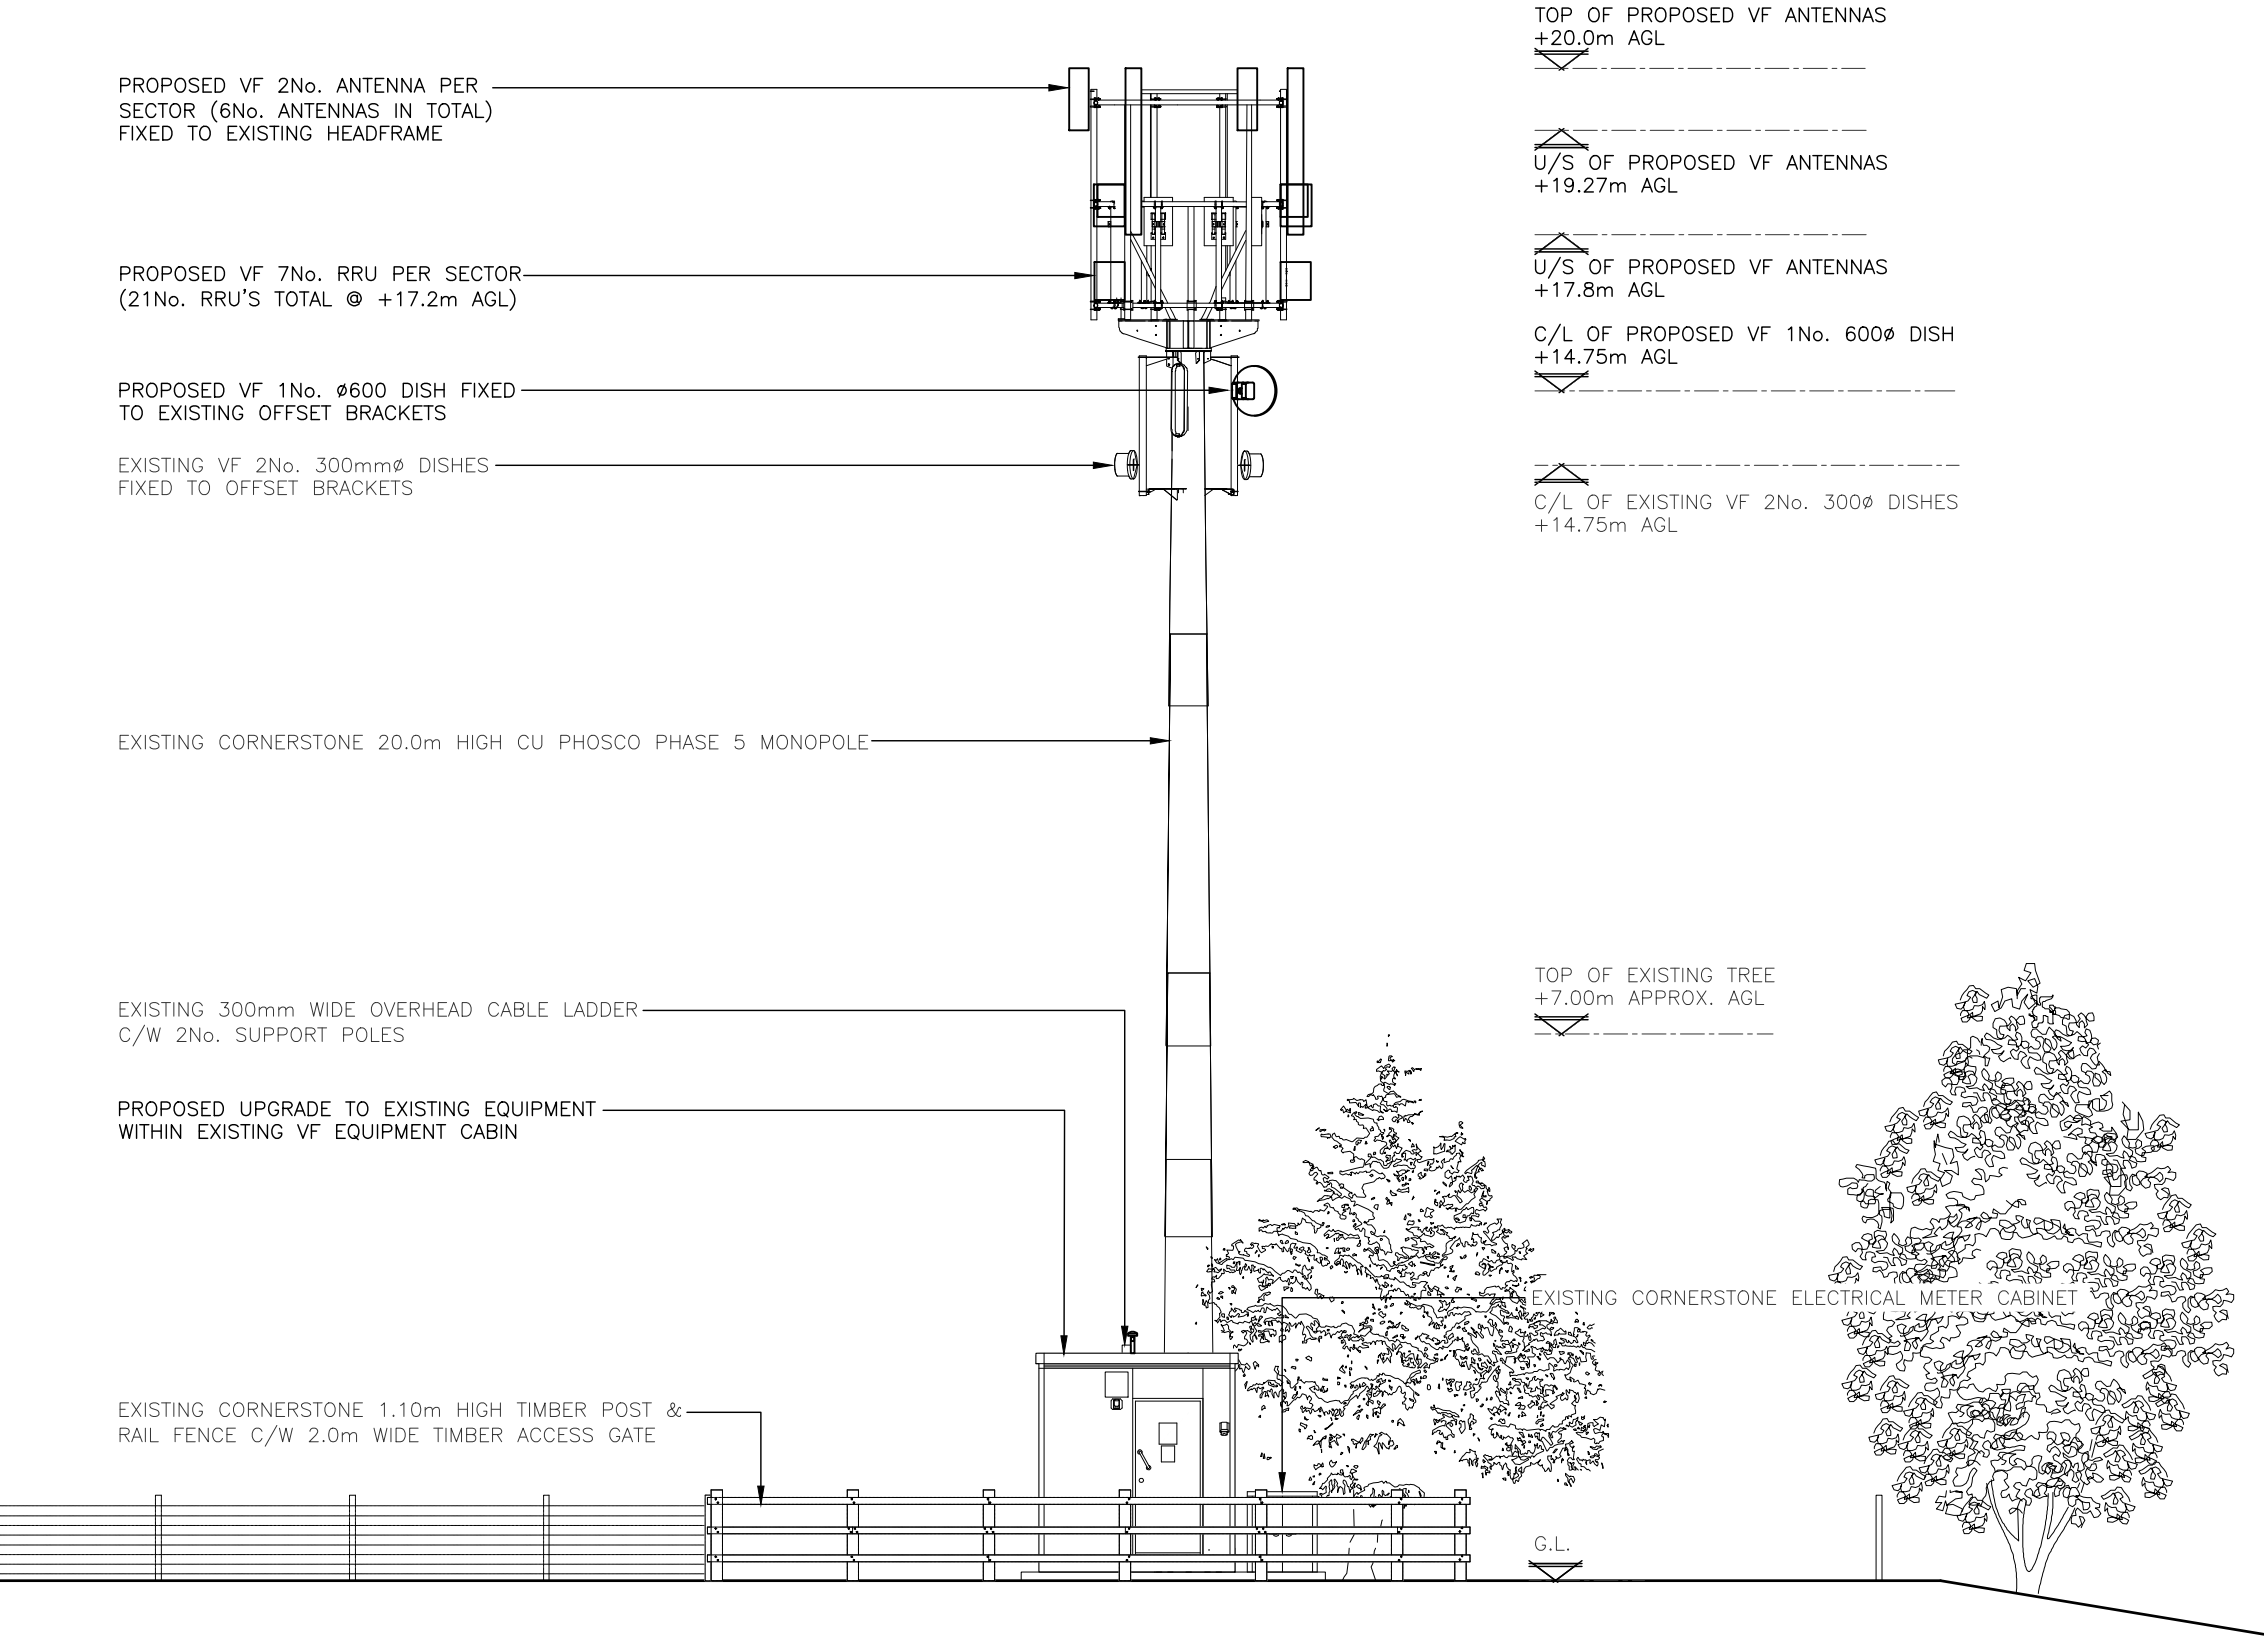 PROPOSED VF 2No. ANTENNA PER
SECTOR (6No. ANTENNAS IN TOTAL)
FIXED TO EXISTING HEADFRAME
PROPOSED VF 7No. RRU PER SECTOR
(21No. RRU'S TOTAL @ +17.2m AGL)
PROPOSED VF 1No. ø600 DISH FIXED
TO EXISTING OFFSET BRACKETS
EXISTING VF 2No. 300mmø DISHES
FIXED TO OFFSET BRACKETS
EXISTING CORNERSTONE 20.0m HIGH CU PHOSCO PHASE 5 MONOPOLE
EXISTING 300mm WIDE OVERHEAD CABLE LADDER
C/W 2No. SUPPORT POLES
PROPOSED UPGRADE TO EXISTING EQUIPMENT
WITHIN EXISTING VF EQUIPMENT CABIN
EXISTING CORNERSTONE 1.10m HIGH TIMBER POST &
RAIL FENCE C/W 2.0m WIDE TIMBER ACCESS GATE
TOP OF PROPOSED VF ANTENNAS
+20.0m AGL
U/S OF PROPOSED VF ANTENNAS
+19.27m AGL
U/S OF PROPOSED VF ANTENNAS
+17.8m AGL
C/L OF PROPOSED VF 1No. 600ø DISH
+14.75m AGL
C/L OF EXISTING VF 2No. 300ø DISHES
+14.75m AGL
TOP OF EXISTING TREE
+7.00m APPROX. AGL
EXISTING CORNERSTONE ELECTRICAL METER CABINET
G.L.